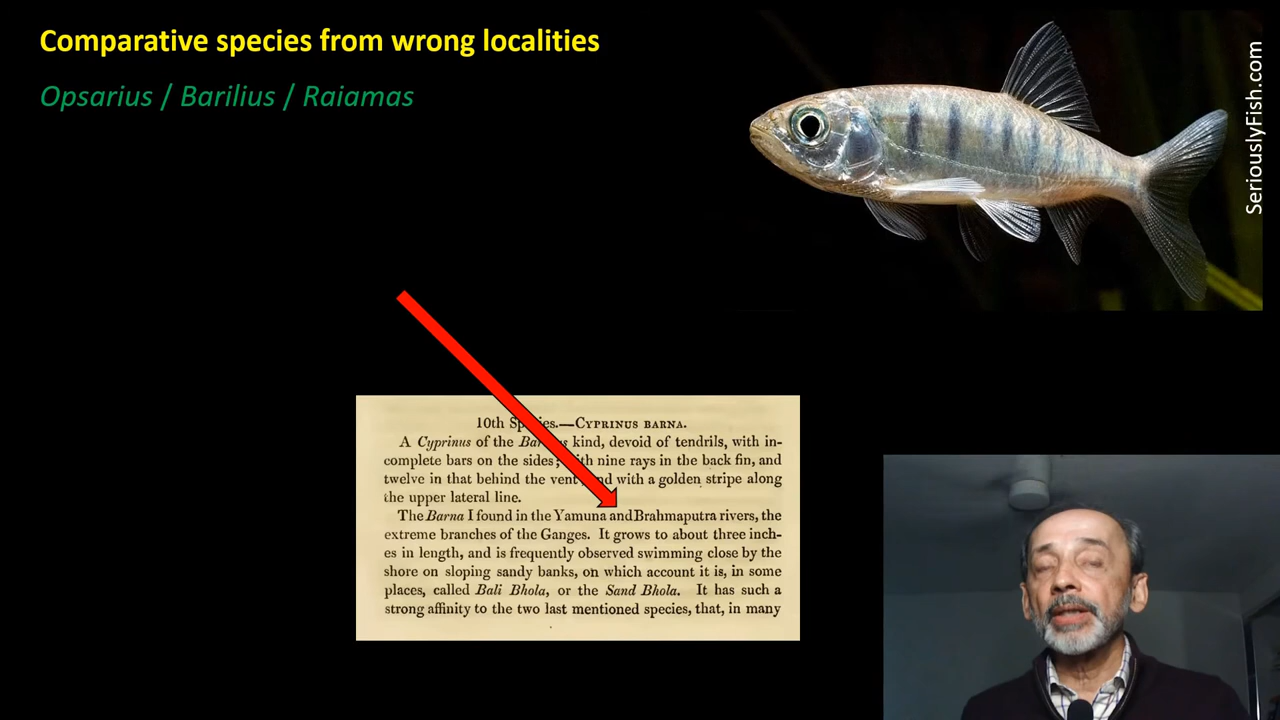 Comparative species from wrong localities
Opsarius / Barilius / Raiamas
SeriouslyFish.com
10th Species.—CYPRINUS BARNA.
A Cyprinus of the kind, devoid of tendrils, with in-
complete bars on the sides; with nine rays in the back fin, and
twelve in that behind the vent, and with a golden stripe along
the upper lateral line.
The Barna I found in the Yamuna andBrahmaputra rivers, the
extreme branches of the Ganges. It grows to about three inch-
es in length, and is frequently observed swimming close by the
shore on sloping sandy banks, on which account it is, in some
places, called Bali Bhola, or the Sand Bhola. It has such a
strong affinity to the two last mentioned species, that, in many